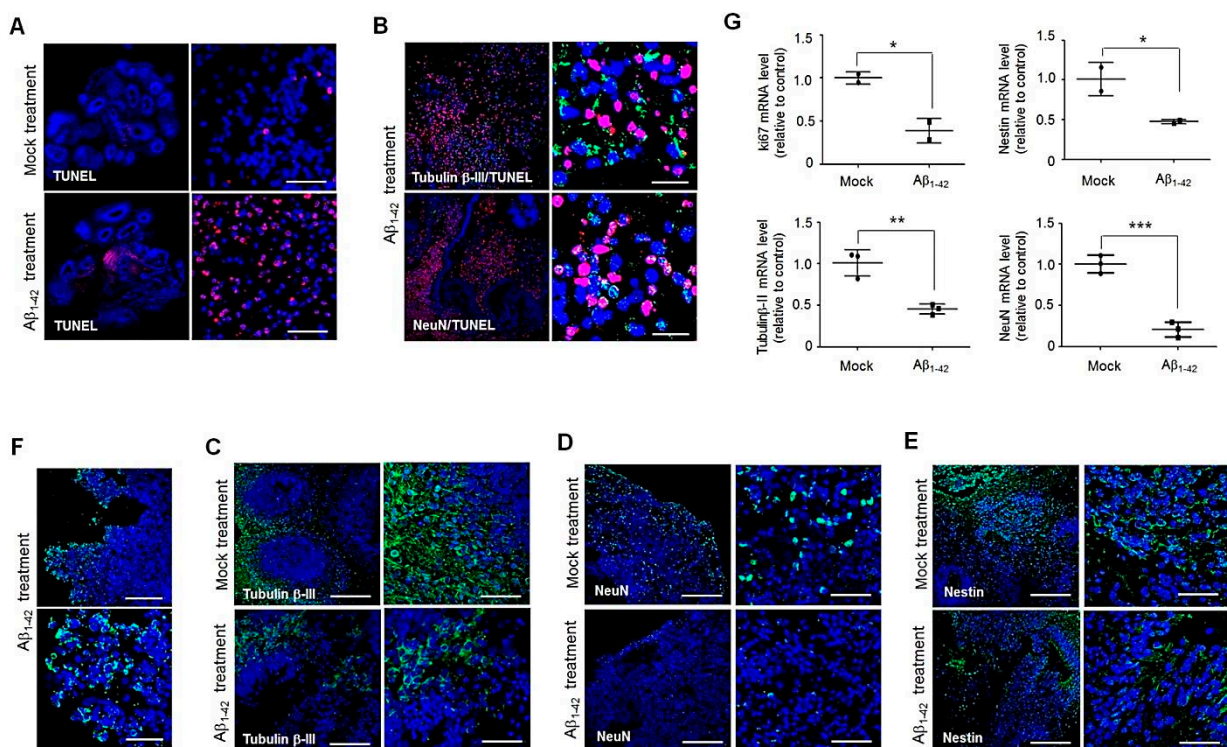 A
Mock treatment
TUNEL
Aβ1-42 treatment
TUNEL
B
Aβ1-42 treatment
Tubulin β-III/TUNEL
NeuN/TUNEL
G
ki67 mRNA level
(relative to control)
1.5
1.0
0.5
0
*
Mock
Aβ1-42
Nestin mRNA level
(relative to control)
1.5
1.0
0.5
0
*
Mock
Aβ1-42
Tubulinβ-II mRNA level
(relative to control)
1.5
1.0
0.5
0
**
Mock
Aβ1-42
NeuN mRNA level
(relative to control)
1.5
1.0
0.5
0
***
Mock
Aβ1-42
F
Aβ1-42 treatment
C
Mock treatment
Tubulin β-III
Aβ1-42 treatment
Tubulin β-III
D
Mock treatment
NeuN
Aβ1-42 treatment
NeuN
E
Mock treatment
Nestin
Aβ1-42 treatment
Nestin